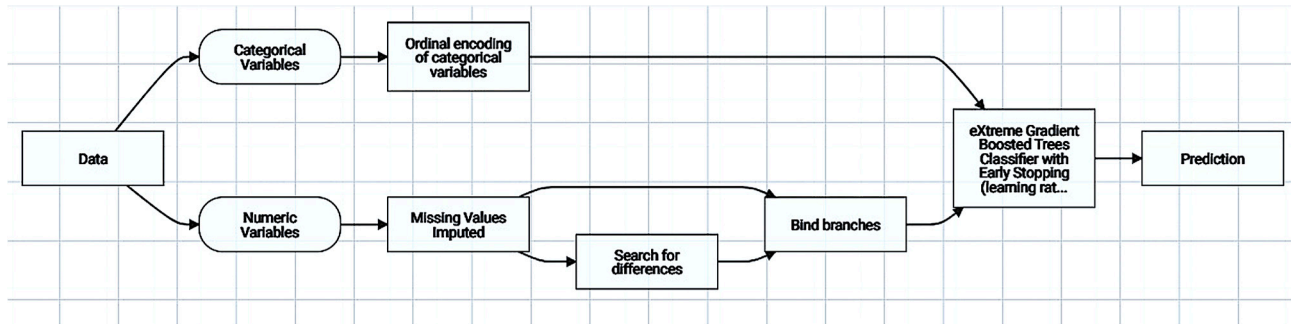 Categorical
Variables
Ordinal encoding
of categorical
variables
Data
eXtreme Gradient
Boosted Trees
Classifier with
Early Stopping
(learning rat...
Prediction
Numeric
Variables
Missing Values
Imputed
Search for
differences
Bind branches